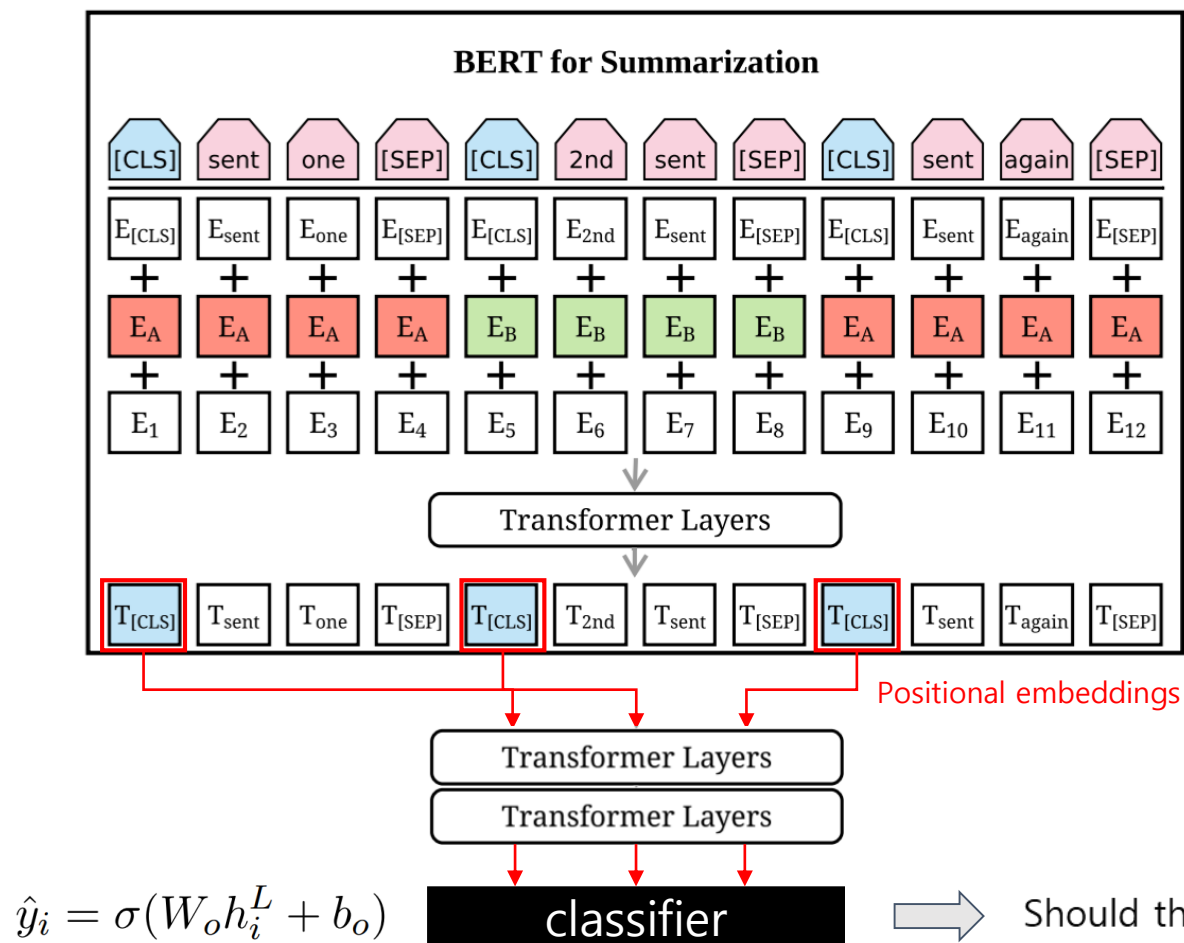 BERT for Summarization
[CLS] sent one [SEP] [CLS] 2nd sent [SEP] [CLS] sent again [SEP]
E[CLS] Esent Eone E[SEP] E[CLS] E2nd Esent E[SEP] E[CLS] Esent Eagain E[SEP]
+ + + + + + + + + + + +
EA EA EA EA EB EB EB EB EA EA EA EA
+ + + + + + + + + + + +
E1 E2 E3 E4 E5 E6 E7 E8 E9 E10 E11 E12
Transformer Layers
T[CLS] Tsent Tone T[SEP] T[CLS] T2nd Tsent T[SEP] T[CLS] Tsent Tagain T[SEP]
Positional embeddings
Transformer Layers
Transformer Layers
ŷi = σ(Wo hi^L + bo) classifier Should th